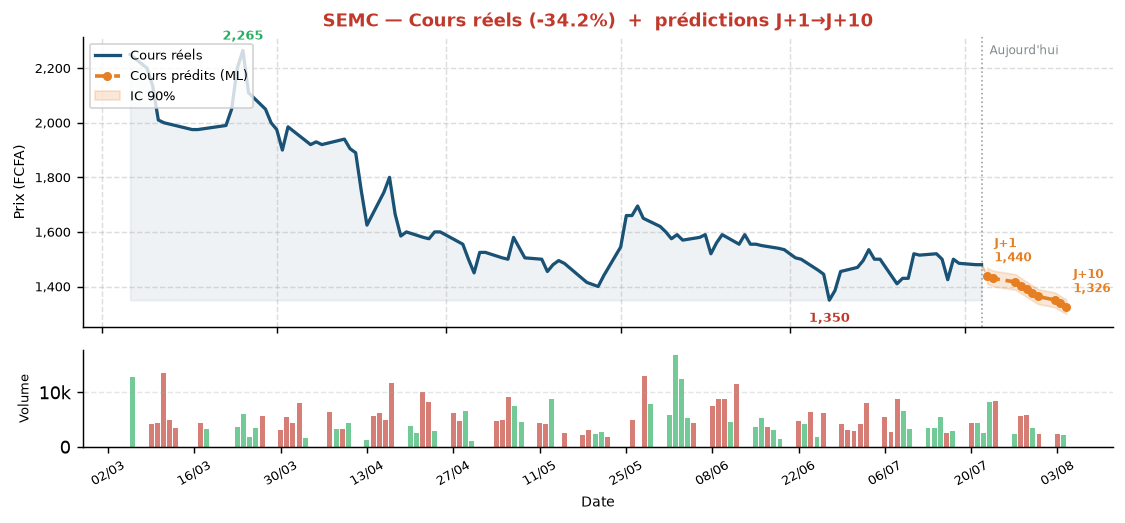 SEMC — Cours réels (-34.2%)  +  prédictions J+1→J+10
2,265
Aujourd'hui
Cours réels
Cours prédits (ML)
IC 90%
2,200
2,000
1,800
1,600
1,400
Prix (FCFA)
J+1
1,440
J+10
1,326
1,350
Volume
10k
0
02/03
16/03
30/03
13/04
27/04
11/05
25/05
08/06
22/06
06/07
20/07
03/08
Date